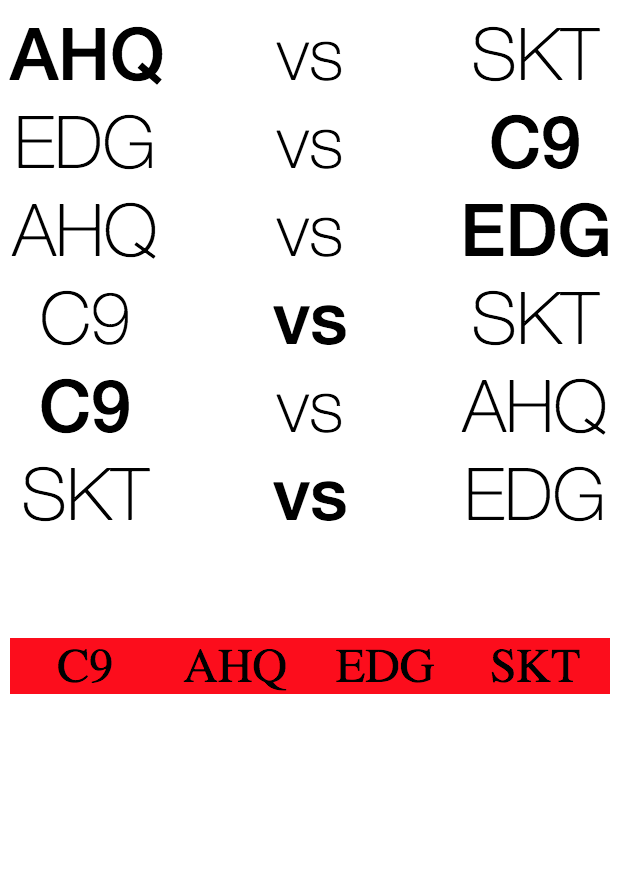 AHQ vs SKT
EDG vs C9
AHQ vs EDG
C9 vs SKT
C9 vs AHQ
SKT vs EDG
C9 AHQ EDG SKT